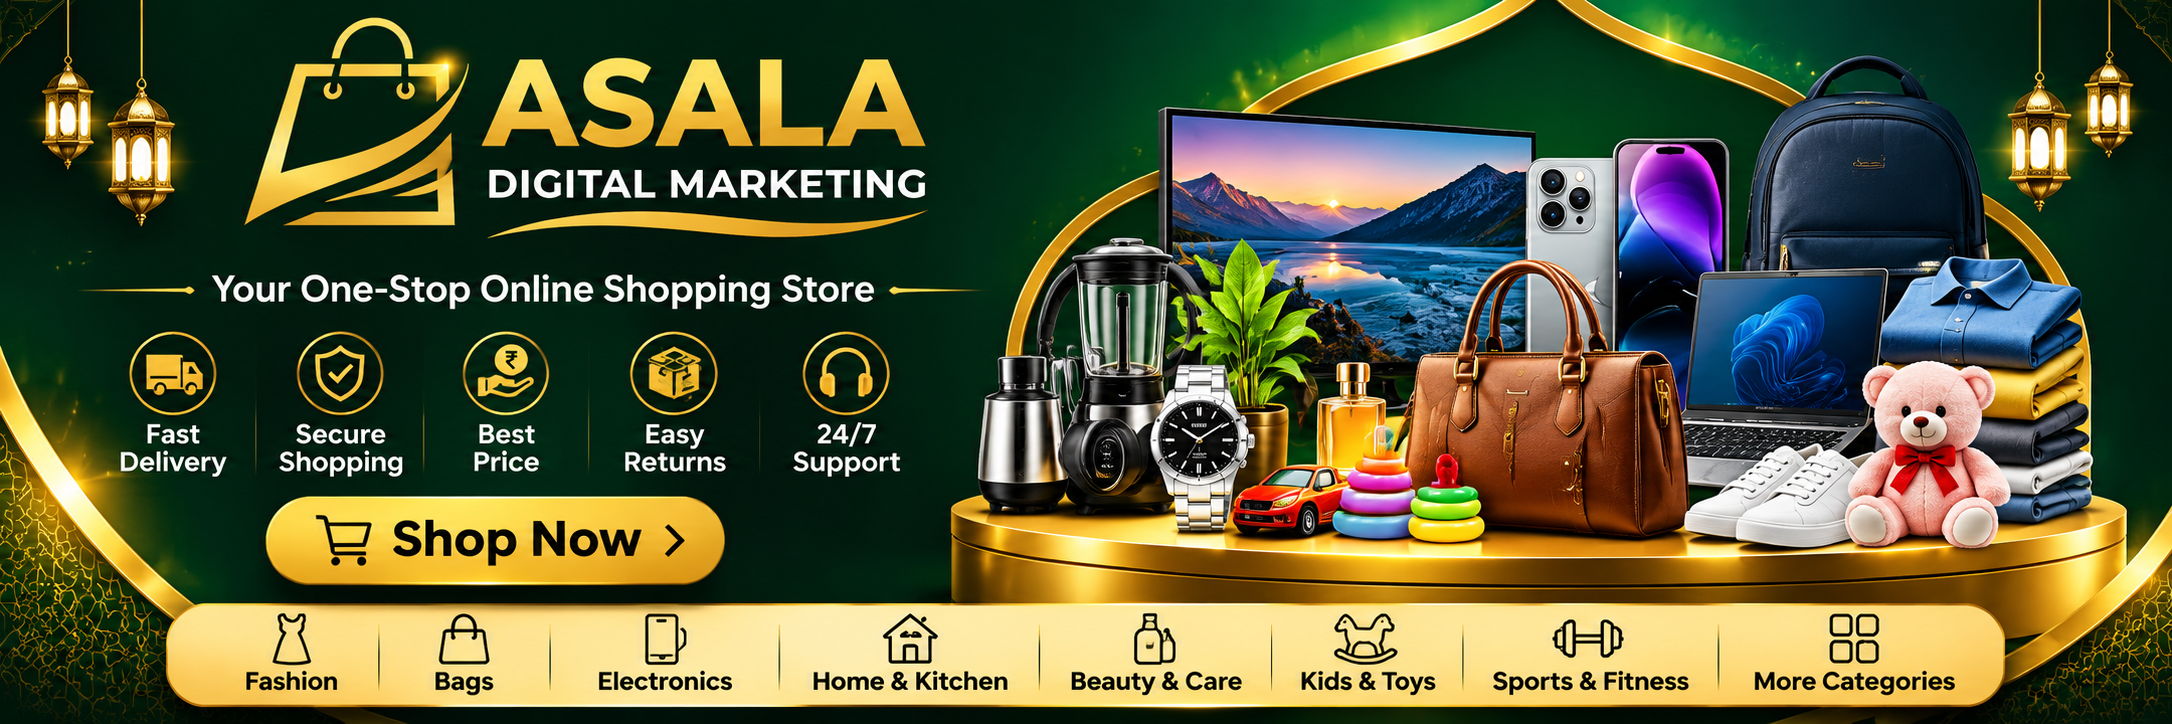 ASALA
DIGITAL MARKETING
Your One-Stop Online Shopping Store
Fast
Delivery
Secure
Shopping
₹
Best
Price
Easy
Returns
24/7
Support
Shop Now
Fashion
Bags
Electronics
Home & Kitchen
Beauty & Care
Kids & Toys
Sports & Fitness
More Categories